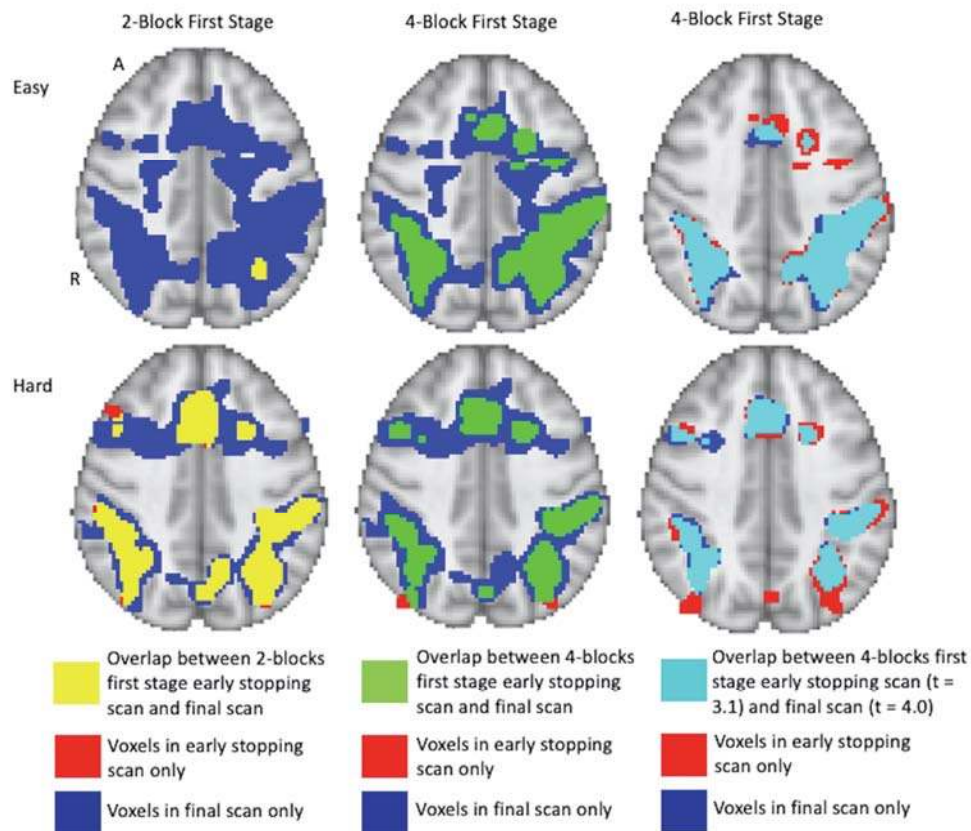 2-Block First Stage
4-Block First Stage
4-Block First Stage
A
Easy
R
Hard
Overlap between 2-blocks
first stage early stopping
scan and final scan
Voxels in early stopping
scan only
Voxels in final scan only
Overlap between 4-blocks
first stage early stopping
scan and final scan
Voxels in early stopping
scan only
Voxels in final scan only
Overlap between 4-blocks first
stage early stopping scan (t =
3.1) and final scan (t = 4.0)
Voxels in early stopping
scan only
Voxels in final scan only